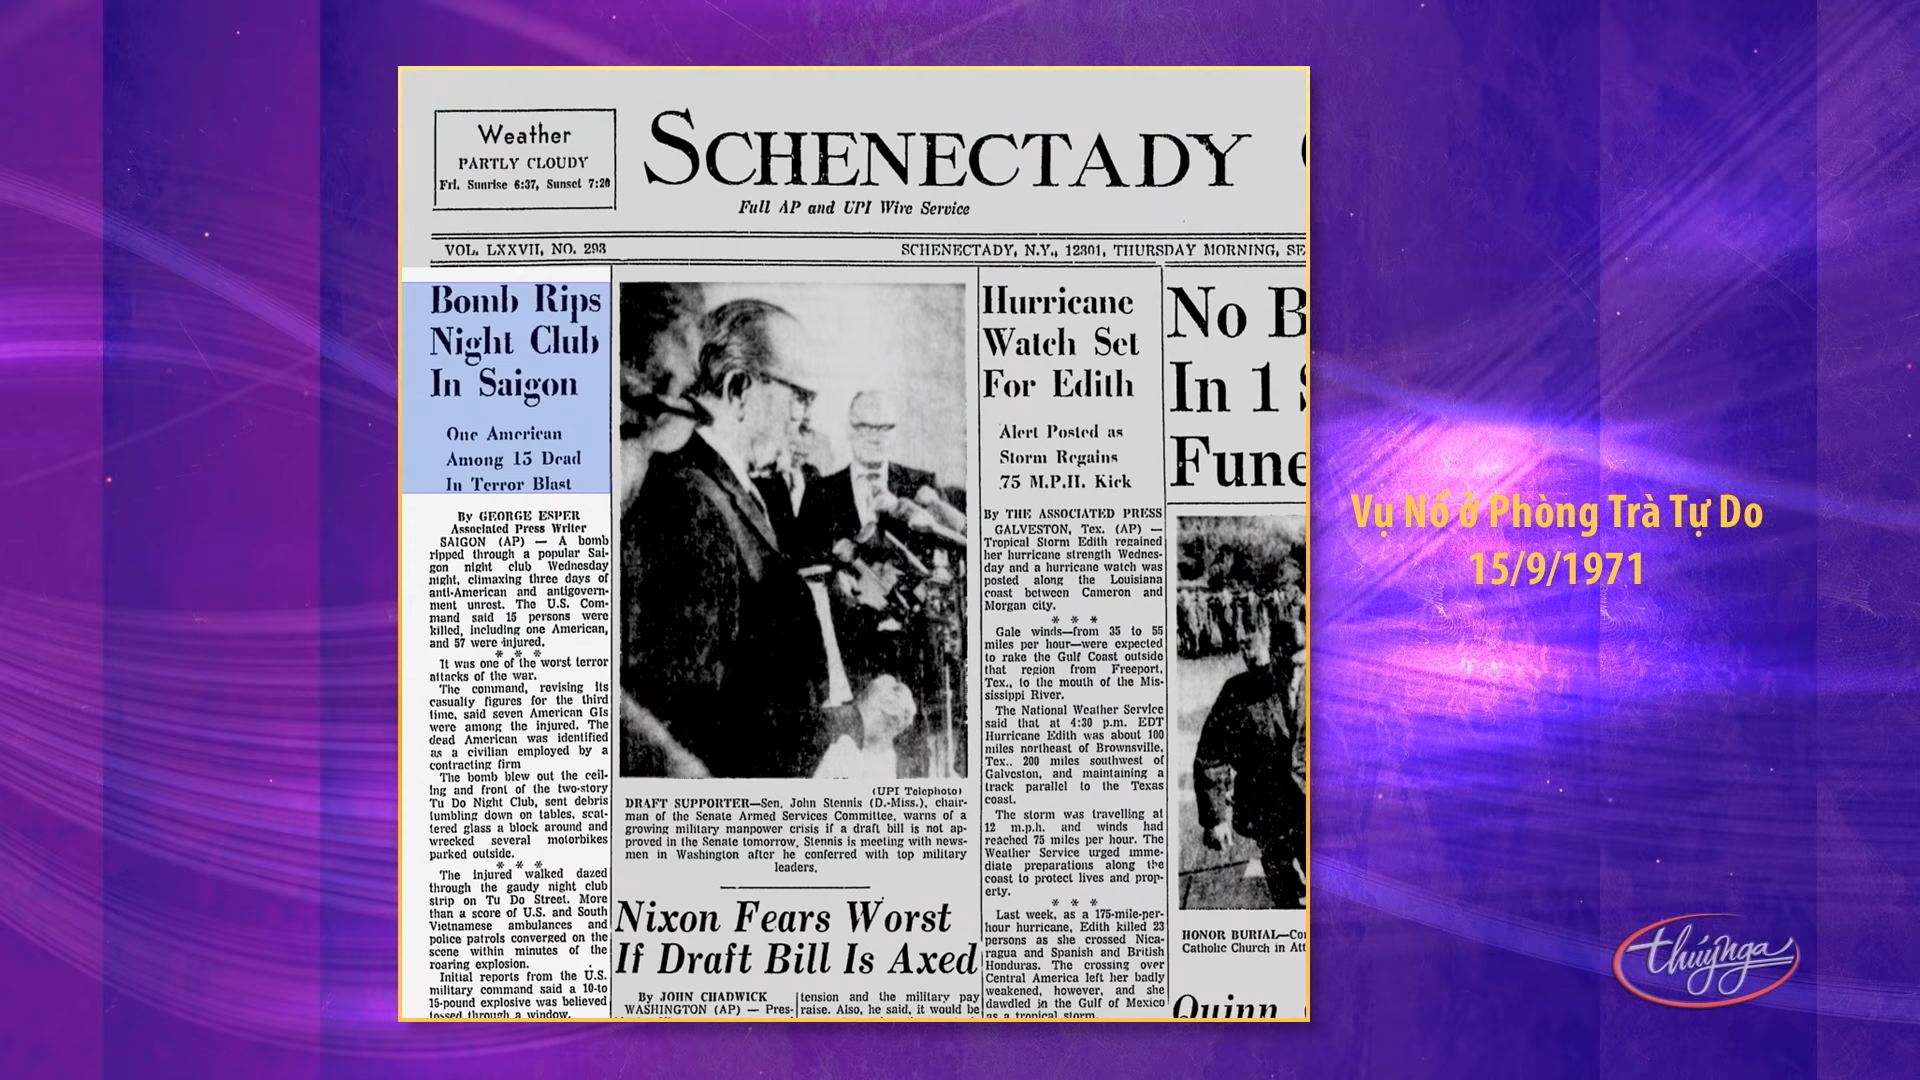 Weather
PARTLY CLOUDY
Fri. Sunrise 6:37, Sunset 7:20
SCHENECTADY
Full AP and UPI Wire Service
VOL. LXXVII, NO. 293
SCHENECTADY, N.Y., 12301, THURSDAY MORNING, SE
Bomb Rips
Night Club
In Saigon
One American
Among 15 Dead
In Terror Blast
By GEORGE ESPER
Associated Press Writer
SAIGON (AP) — A bomb
ripped through a popular Sai-
gon night club Wednesday
night, climaxing three days of
anti-American and antigovern-
ment unrest. The U.S. Com-
mand said 15 persons were
killed, including one American,
and 57 were injured.
* * *
It was one of the worst terror
attacks of the war.
The command, revising its
casualty figures for the third
time, said seven American GIs
were among the injured. The
dead American was identified
as a civilian employed by a
contracting firm
The bomb blew out the ceil-
ing and front of the two-story
Tu Do Night Club, sent debris
tumbling down on tables, scat-
tered glass a block around and
wrecked several motorbikes
parked outside.
* * *
The injured walked dazed
through the gaudy night club
strip on Tu Do Street. More
than a score of U.S. and South
Vietnamese ambulances and
police patrols converged on the
scene within minutes of the
roaring explosion.
Initial reports from the U.S.
military command said a 10-to
15-pound explosive was believed
tossed through a window.
(UPI Telephoto)
DRAFT SUPPORTER—Sen. John Stennis (D.-Miss.), chair-
man of the Senate Armed Services Committee, warns of a
growing military manpower crisis if a draft bill is not ap-
proved in the Senate tomorrow. Stennis is meeting with news-
men in Washington after he conferred with top military
leaders.
Nixon Fears Worst
If Draft Bill Is Axed
By JOHN CHADWICK
WASHINGTON (AP) — Pres-
tension and the military pay
raise. Also, he said, it would be
Hurricane
Watch Set
For Edith
Alert Posted as
Storm Regains
75 M.P.H. Kick
By THE ASSOCIATED PRESS
GALVESTON, Tex. (AP) —
Tropical Storm Edith regained
her hurricane strength Wednes-
day and a hurricane watch was
posted along the Louisiana
coast between Cameron and
Morgan city.
* * *
Gale winds—from 35 to 55
miles per hour—were expected
to rake the Gulf Coast outside
that region from Freeport,
Tex., to the mouth of the Mis-
sissippi River.
The National Weather Service
said that at 4:30 p.m. EDT
Hurricane Edith was about 100
miles northeast of Brownsville,
Tex., 200 miles southwest of
Galveston, and maintaining a
track parallel to the Texas
coast.
The storm was travelling at
12 m.p.h. and winds had
reached 75 miles per hour. The
Weather Service urged imme-
diate preparations along the
coast to protect lives and prop-
erty.
* * *
Last week, as a 175-mile-per-
hour hurricane, Edith killed 23
persons as she crossed Nica-
ragua and Spanish and British
Honduras. The crossing over
Central America left her badly
weakened, however, and she
dawdled in the Gulf of Mexico
as a tropical storm.
No B
In 1 S
Fune
HONOR BURIAL—Co
Catholic Church in Att
Quinn
Vụ Nổ ở Phòng Trà Tự Do
15/9/1971
thúynga